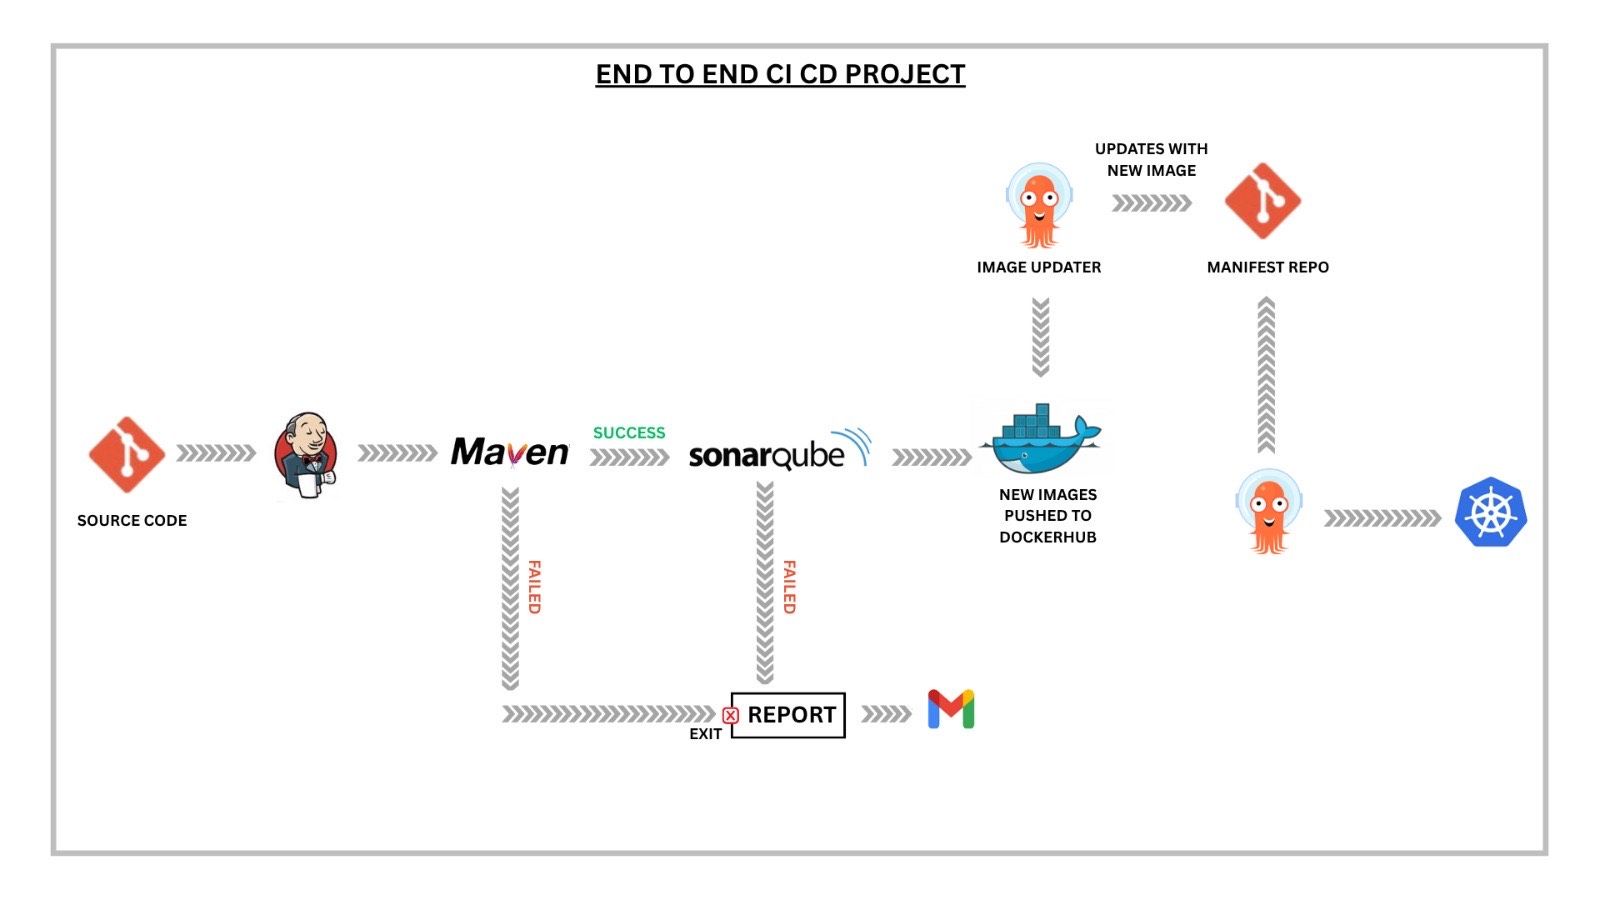 END TO END CI CD PROJECT
UPDATES WITH
NEW IMAGE
IMAGE UPDATER
MANIFEST REPO
SOURCE CODE
Maven
SUCCESS
sonarqube
NEW IMAGES
PUSHED TO
DOCKERHUB
FAILED
FAILED
EXIT
X
REPORT